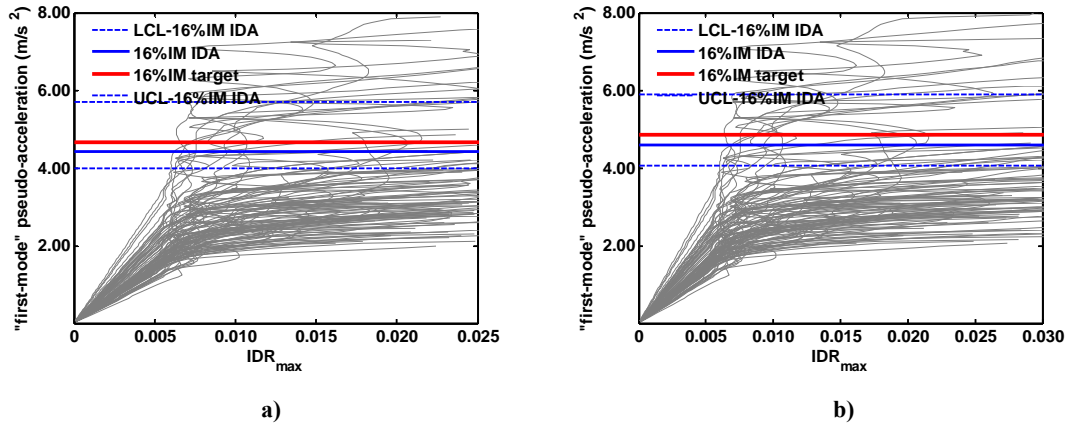 "first-mode" pseudo-acceleration (m/s²)
8.00
6.00
4.00
2.00
0
0.005
0.010
0.015
0.020
0.025
IDRmax
LCL-16%IM IDA
16%IM IDA
16%IM target
UCL-16%IM IDA
a)
"first-mode" pseudo-acceleration (m/s²)
8.00
6.00
4.00
2.00
0
0.005
0.010
0.015
0.020
0.025
0.030
IDRmax
LCL-16%IM IDA
16%IM IDA
16%IM target
UCL-16%IM IDA
b)